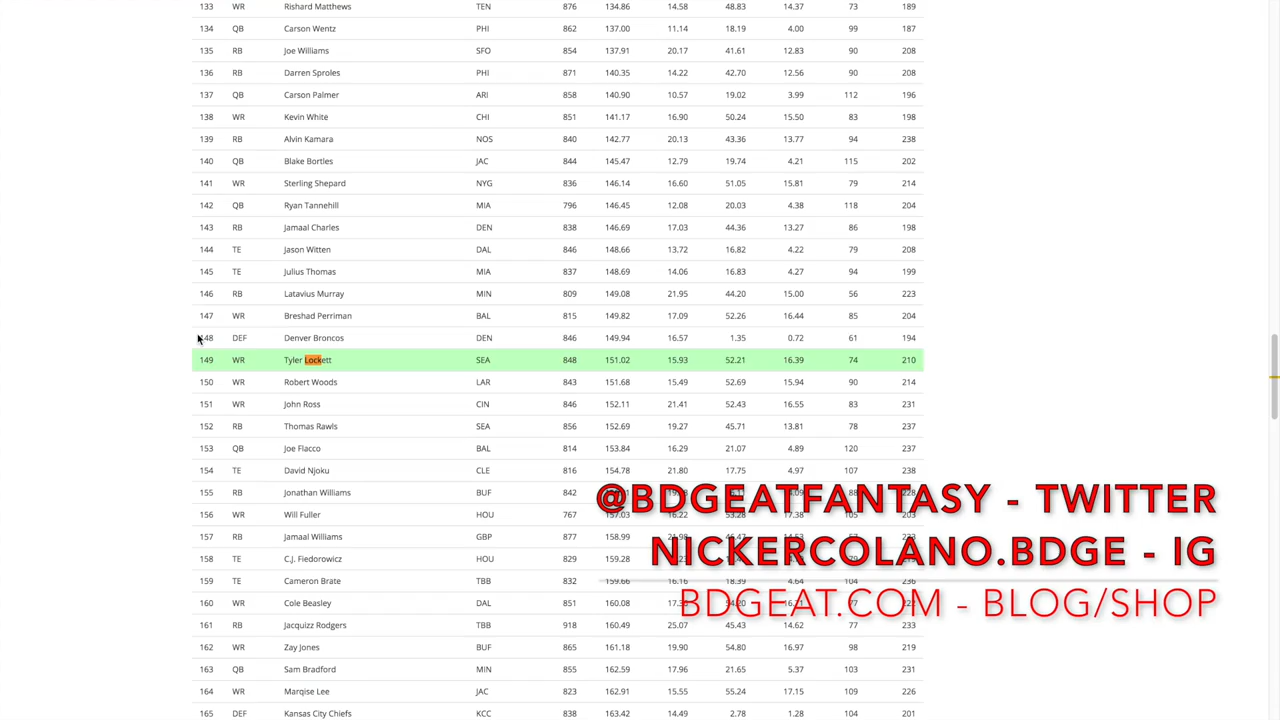 133 WR Rishard Matthews TEN 876 134.86 14.58 48.83 14.37 73 189
134 QB Carson Wentz PHI 862 137.00 11.14 18.19 4.00 99 187
135 RB Joe Williams SFO 854 137.91 20.17 41.61 12.83 90 208
136 RB Darren Sproles PHI 871 140.35 14.22 42.70 12.56 90 208
137 QB Carson Palmer ARI 858 140.90 10.57 19.02 3.99 112 196
138 WR Kevin White CHI 851 141.17 16.90 50.24 15.50 83 198
139 RB Alvin Kamara NOS 840 142.77 20.13 43.36 13.77 94 238
140 QB Blake Bortles JAC 844 145.47 12.79 19.74 4.21 115 202
141 WR Sterling Shepard NYG 836 146.14 16.60 51.05 15.81 79 214
142 QB Ryan Tannehill MIA 796 146.45 12.08 20.03 4.38 118 204
143 RB Jamaal Charles DEN 838 146.69 17.03 44.36 13.27 86 198
144 TE Jason Witten DAL 846 148.66 13.72 16.82 4.22 79 208
145 TE Julius Thomas MIA 837 148.69 14.06 16.83 4.27 94 199
146 RB Latavius Murray MIN 809 149.08 21.95 44.20 15.00 56 223
147 WR Breshad Perriman BAL 815 149.82 17.09 52.26 16.44 85 204
148 DEF Denver Broncos DEN 846 149.94 16.57 1.35 0.72 61 194
149 WR Tyler Lockett SEA 848 151.02 15.93 52.21 16.39 74 210
150 WR Robert Woods LAR 843 151.68 15.49 52.69 15.94 90 214
151 WR John Ross CIN 846 152.11 21.41 52.43 16.55 83 231
152 RB Thomas Rawls SEA 856 152.69 19.27 45.71 13.81 78 237
153 QB Joe Flacco BAL 814 153.84 16.29 21.07 4.89 120 237
154 TE David Njoku CLE 816 154.78 21.80 17.75 4.97 107 238
155 RB Jonathan Williams BUF 842
@BDGEATFANTASY - TWITTER
156 WR Will Fuller HOU 767 157.03 16.22 53.28 17.38 105 203
157 RB Jamaal Williams GBP 877 158.99
NICKERCOLANO.BDGE - IG
158 TE C.J. Fiedorowicz HOU 829 159.28
159 TE Cameron Brate TBB 832 159.66 16.16 18.39 4.64 104 236
160 WR Cole Beasley DAL 851 160.08 77
BDGEAT.COM - BLOG/SHOP
161 RB Jacquizz Rodgers TBB 918 160.49 25.07 45.43 14.62 77 233
162 WR Zay Jones BUF 865 161.18 19.90 54.80 16.97 98 219
163 QB Sam Bradford MIN 855 162.59 17.96 21.65 5.37 103 231
164 WR Marqise Lee JAC 823 162.91 15.55 55.24 17.15 109 226
165 DEF Kansas City Chiefs KCC 838 163.42 14.49 2.78 1.28 104 201